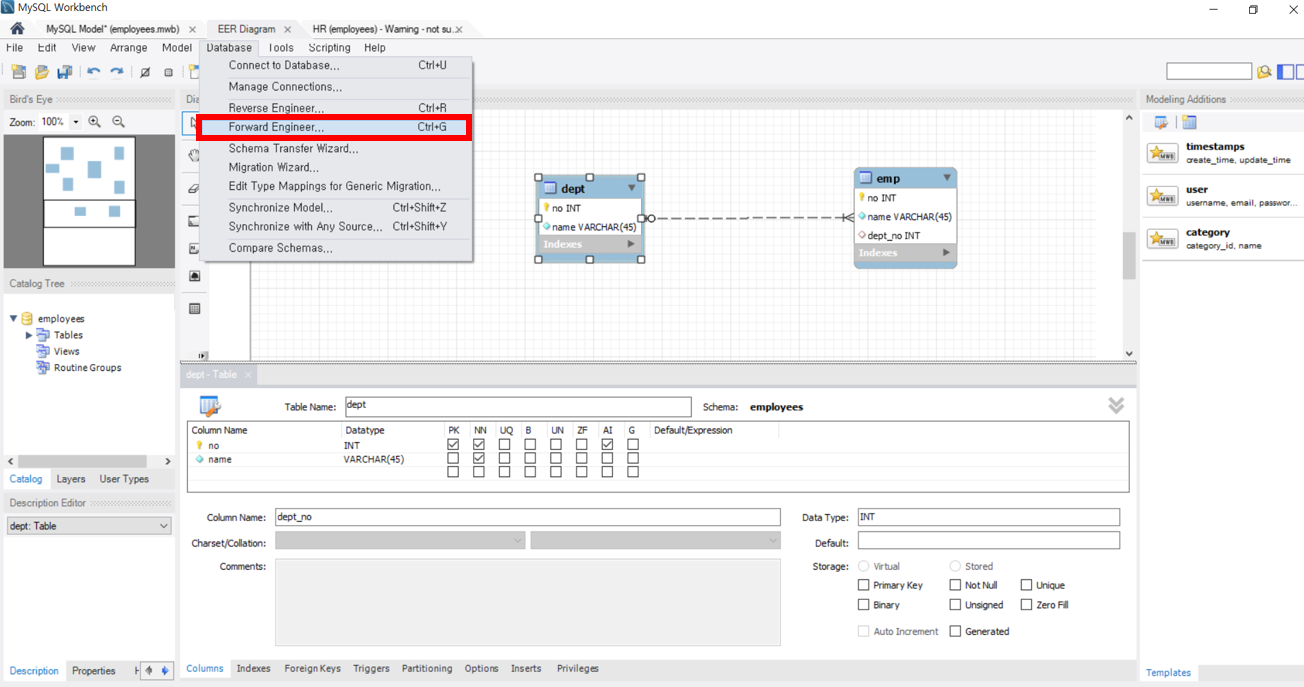 MySQL Workbench
MySQL Model* (employees.mwb) ×
EER Diagram ×
HR (employees) - Warning - not su... ×
File Edit View Arrange Model Database Tools Scripting Help
Connect to Database... Ctrl+U
Manage Connections...
Reverse Engineer... Ctrl+R
Forward Engineer... Ctrl+G
Schema Transfer Wizard...
Migration Wizard...
Edit Type Mappings for Generic Migration...
Synchronize Model... Ctrl+Shift+Z
Synchronize with Any Source... Ctrl+Shift+Y
Compare Schemas...
Bird's Eye
Zoom: 100%
Catalog Tree
employees
Tables
Views
Routine Groups
Catalog Layers User Types
Description Editor
dept: Table
Description Properties H
Dia
dept
no INT
name VARCHAR(45)
Indexes
emp
no INT
name VARCHAR(45)
dept_no INT
Indexes
Modeling Additions
timestamps
create_time, update_time
user
username, email, passwor...
category
category_id, name
MWB
MWB
MWB
Templates
dept - Table ×
Table Name: dept Schema: employees
Column Name Datatype PK NN UQ B UN ZF AI G Default/Expression
no INT
name VARCHAR(45)
Column Name: dept_no Data Type: INT
Charset/Collation: Default:
Comments: Storage: Virtual Stored
Primary Key Not Null Unique
Binary Unsigned Zero Fill
Auto Increment Generated
Columns Indexes Foreign Keys Triggers Partitioning Options Inserts Privileges